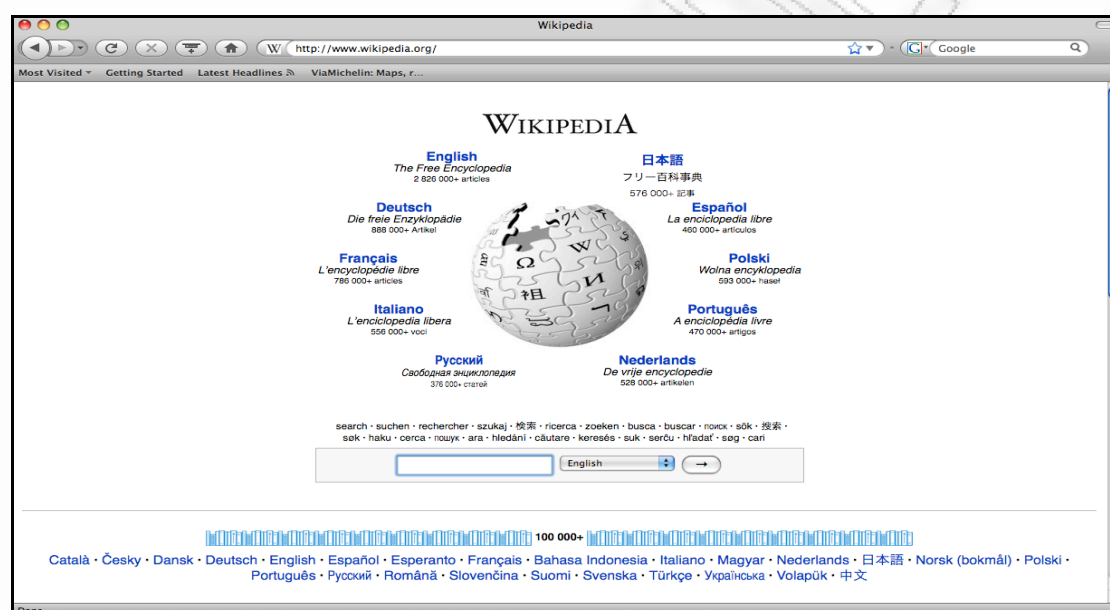 Wikipedia
http://www.wikipedia.org/
Google
Most Visited Getting Started Latest Headlines ViaMichelin: Maps, r...
WIKIPEDIA
English
The Free Encyclopedia
2 826 000+ articles
日本語
フリー百科事典
576 000+ 記事
Deutsch
Die freie Enzyklopädie
888 000+ Artikel
Español
La enciclopedia libre
460 000+ artículos
Français
L'encyclopédie libre
786 000+ articles
Polski
Wolna encyklopedia
593 000+ haseł
Italiano
L'enciclopedia libera
556 000+ voci
Português
A enciclopédia livre
470 000+ artigos
Русский
Свободная энциклопедия
376 000+ статей
Nederlands
De vrije encyclopedie
528 000+ artikelen
Ω
W
И
祖
search · suchen · rechercher · szukaj · 検索 · ricerca · zoeken · busca · buscar · поиск · sök · 搜索 ·
søk · haku · cerca · пошук · ara · hledání · căutare · keresés · suk · serĉu · hľadať · søg · cari
English →
100 000+
Català · Česky · Dansk · Deutsch · English · Español · Esperanto · Français · Bahasa Indonesia · Italiano · Magyar · Nederlands · 日本語 · Norsk (bokmål) · Polski ·
Português · Русский · Română · Slovenčina · Suomi · Svenska · Türkçe · Українська · Volapük · 中文